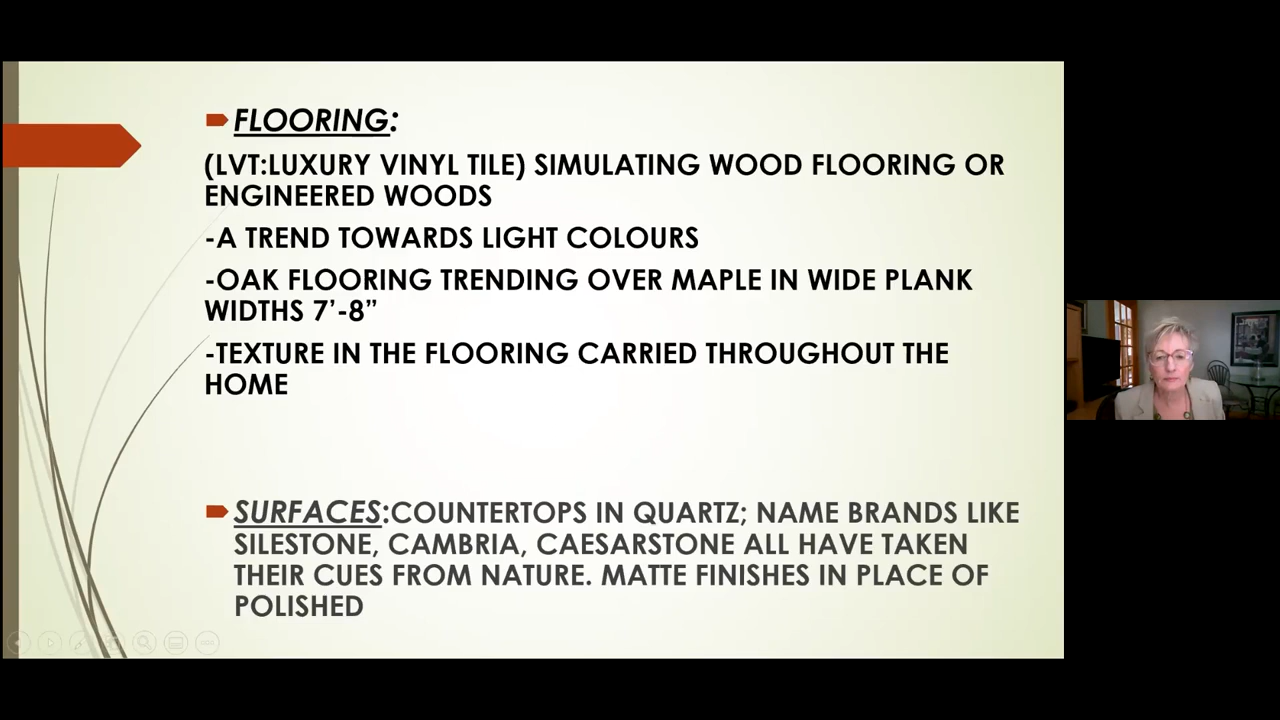 FLOORING:
(LVT:LUXURY VINYL TILE) SIMULATING WOOD FLOORING OR
ENGINEERED WOODS
-A TREND TOWARDS LIGHT COLOURS
-OAK FLOORING TRENDING OVER MAPLE IN WIDE PLANK
WIDTHS 7’-8”
-TEXTURE IN THE FLOORING CARRIED THROUGHOUT THE
HOME
SURFACES:COUNTERTOPS IN QUARTZ; NAME BRANDS LIKE
SILESTONE, CAMBRIA, CAESARSTONE ALL HAVE TAKEN
THEIR CUES FROM NATURE. MATTE FINISHES IN PLACE OF
POLISHED